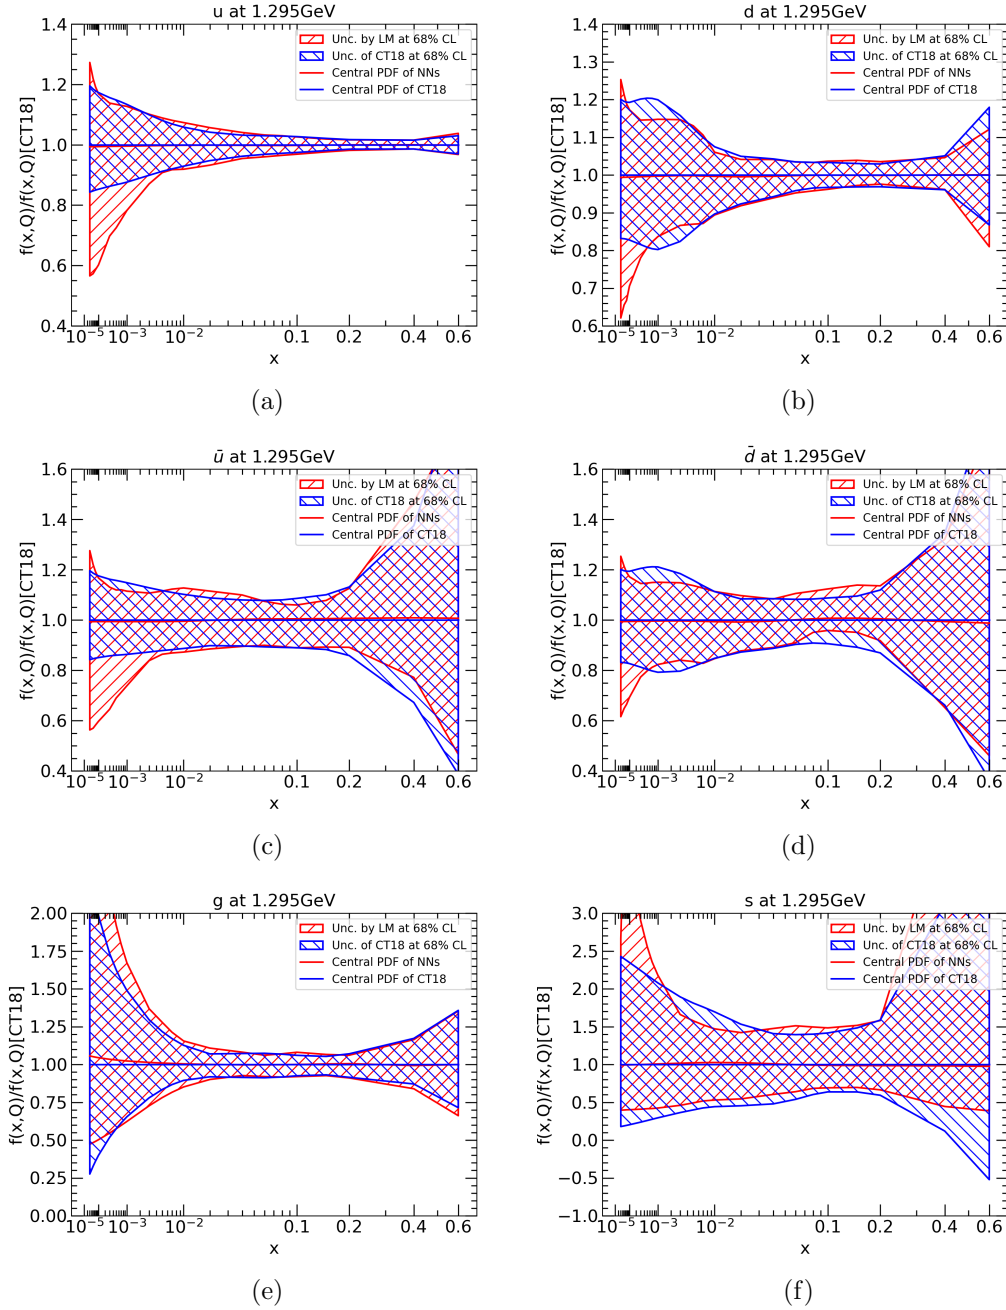 u at 1.295GeV
Unc. by LM at 68% CL
Unc. of CT18 at 68% CL
Central PDF of NNs
Central PDF of CT18
f(x,Q)/f(x,Q)[CT18]
1.4
1.2
1.0
0.8
0.6
0.4
10⁻⁵ 10⁻³ 10⁻² 0.1 0.2 0.4 0.6
x
(a)
d at 1.295GeV
Unc. by LM at 68% CL
Unc. of CT18 at 68% CL
Central PDF of NNs
Central PDF of CT18
f(x,Q)/f(x,Q)[CT18]
1.4
1.3
1.2
1.1
1.0
0.9
0.8
0.7
0.6
10⁻⁵ 10⁻³ 10⁻² 0.1 0.2 0.4 0.6
x
(b)
ū at 1.295GeV
Unc. by LM at 68% CL
Unc. of CT18 at 68% CL
Central PDF of NNs
Central PDF of CT18
f(x,Q)/f(x,Q)[CT18]
1.6
1.4
1.2
1.0
0.8
0.6
0.4
10⁻⁵ 10⁻³ 10⁻² 0.1 0.2 0.4 0.6
x
(c)
d̄ at 1.295GeV
Unc. by LM at 68% CL
Unc. of CT18 at 68% CL
Central PDF of NNs
Central PDF of CT18
f(x,Q)/f(x,Q)[CT18]
1.6
1.4
1.2
1.0
0.8
0.6
0.4
10⁻⁵ 10⁻³ 10⁻² 0.1 0.2 0.4 0.6
x
(d)
g at 1.295GeV
Unc. by LM at 68% CL
Unc. of CT18 at 68% CL
Central PDF of NNs
Central PDF of CT18
f(x,Q)/f(x,Q)[CT18]
2.00
1.75
1.50
1.25
1.00
0.75
0.50
0.25
0.00
10⁻⁵ 10⁻³ 10⁻² 0.1 0.2 0.4 0.6
x
(e)
s at 1.295GeV
Unc. by LM at 68% CL
Unc. of CT18 at 68% CL
Central PDF of NNs
Central PDF of CT18
f(x,Q)/f(x,Q)[CT18]
3.0
2.5
2.0
1.5
1.0
0.5
0.0
−0.5
−1.0
10⁻⁵ 10⁻³ 10⁻² 0.1 0.2 0.4 0.6
x
(f)